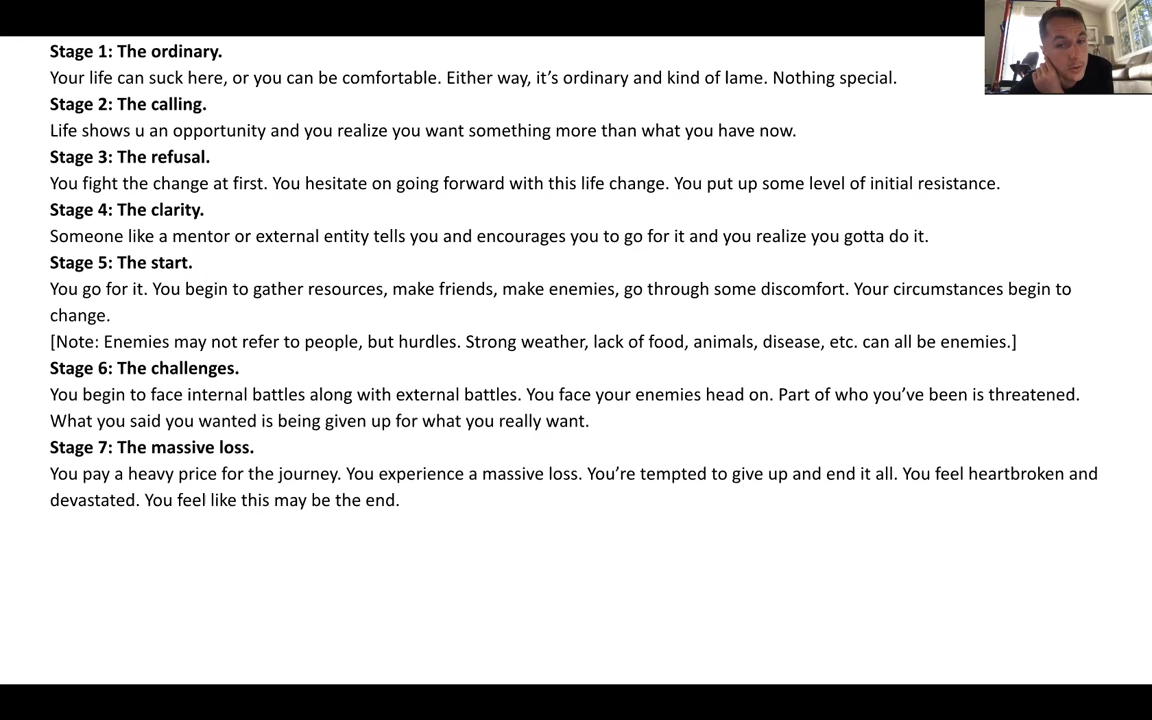 Stage 1: The ordinary.
Your life can suck here, or you can be comfortable. Either way, it's ordinary and kind of lame. Nothing special.
Stage 2: The calling.
Life shows u an opportunity and you realize you want something more than what you have now.
Stage 3: The refusal.
You fight the change at first. You hesitate on going forward with this life change. You put up some level of initial resistance.
Stage 4: The clarity.
Someone like a mentor or external entity tells you and encourages you to go for it and you realize you gotta do it.
Stage 5: The start.
You go for it. You begin to gather resources, make friends, make enemies, go through some discomfort. Your circumstances begin to
change.
[Note: Enemies may not refer to people, but hurdles. Strong weather, lack of food, animals, disease, etc. can all be enemies.]
Stage 6: The challenges.
You begin to face internal battles along with external battles. You face your enemies head on. Part of who you've been is threatened.
What you said you wanted is being given up for what you really want.
Stage 7: The massive loss.
You pay a heavy price for the journey. You experience a massive loss. You're tempted to give up and end it all. You feel heartbroken and
devastated. You feel like this may be the end.